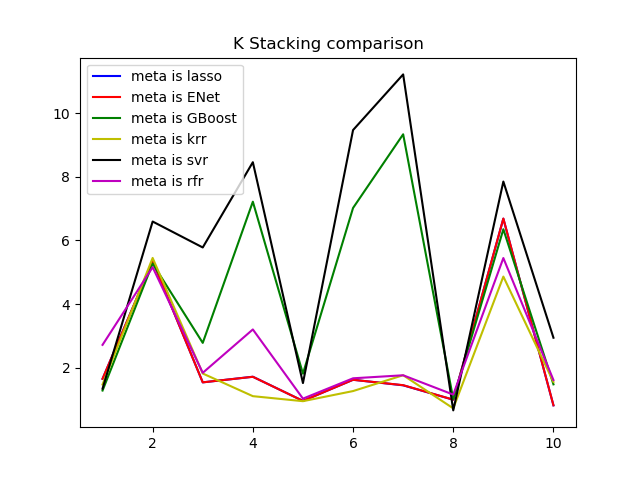 K Stacking comparison
meta is lasso
meta is ENet
meta is GBoost
meta is krr
meta is svr
meta is rfr
10
8
6
4
2
2 4 6 8 10